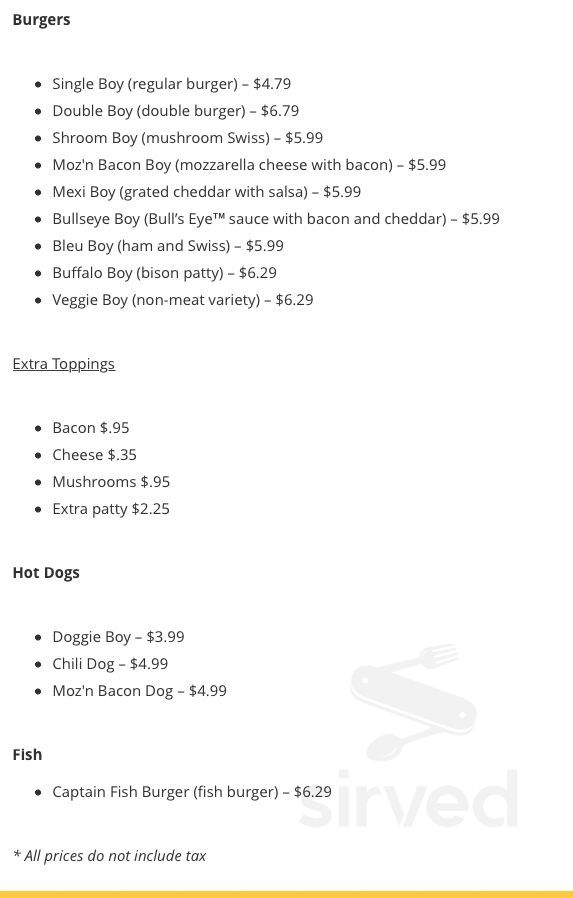 Burgers
• Single Boy (regular burger) – $4.79
• Double Boy (double burger) – $6.79
• Shroom Boy (mushroom Swiss) – $5.99
• Moz'n Bacon Boy (mozzarella cheese with bacon) – $5.99
• Mexi Boy (grated cheddar with salsa) – $5.99
• Bullseye Boy (Bull’s Eye™ sauce with bacon and cheddar) – $5.99
• Bleu Boy (ham and Swiss) – $5.99
• Buffalo Boy (bison patty) – $6.29
• Veggie Boy (non-meat variety) – $6.29
Extra Toppings
• Bacon $.95
• Cheese $.35
• Mushrooms $.95
• Extra patty $2.25
Hot Dogs
• Doggie Boy – $3.99
• Chili Dog – $4.99
• Moz'n Bacon Dog – $4.99
Fish
• Captain Fish Burger (fish burger) – $6.29
sirved
* All prices do not include tax